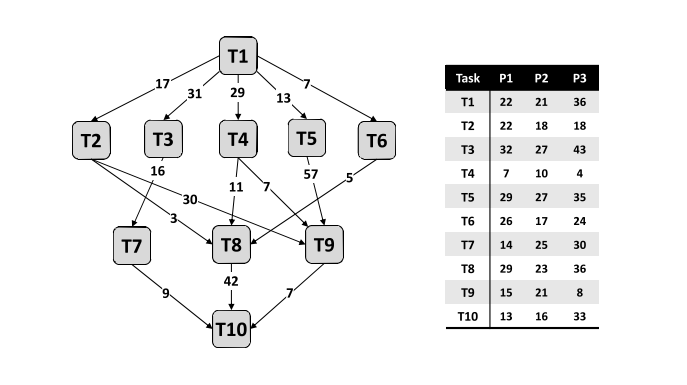 T1
17
31
29
13
7
T2
T3
T4
T5
T6
16
11
7
57
5
30
3
T7
T8
T9
9
42
7
T10
Task P1 P2 P3
T1 22 21 36
T2 22 18 18
T3 32 27 43
T4 7 10 4
T5 29 27 35
T6 26 17 24
T7 14 25 30
T8 29 23 36
T9 15 21 8
T10 13 16 33